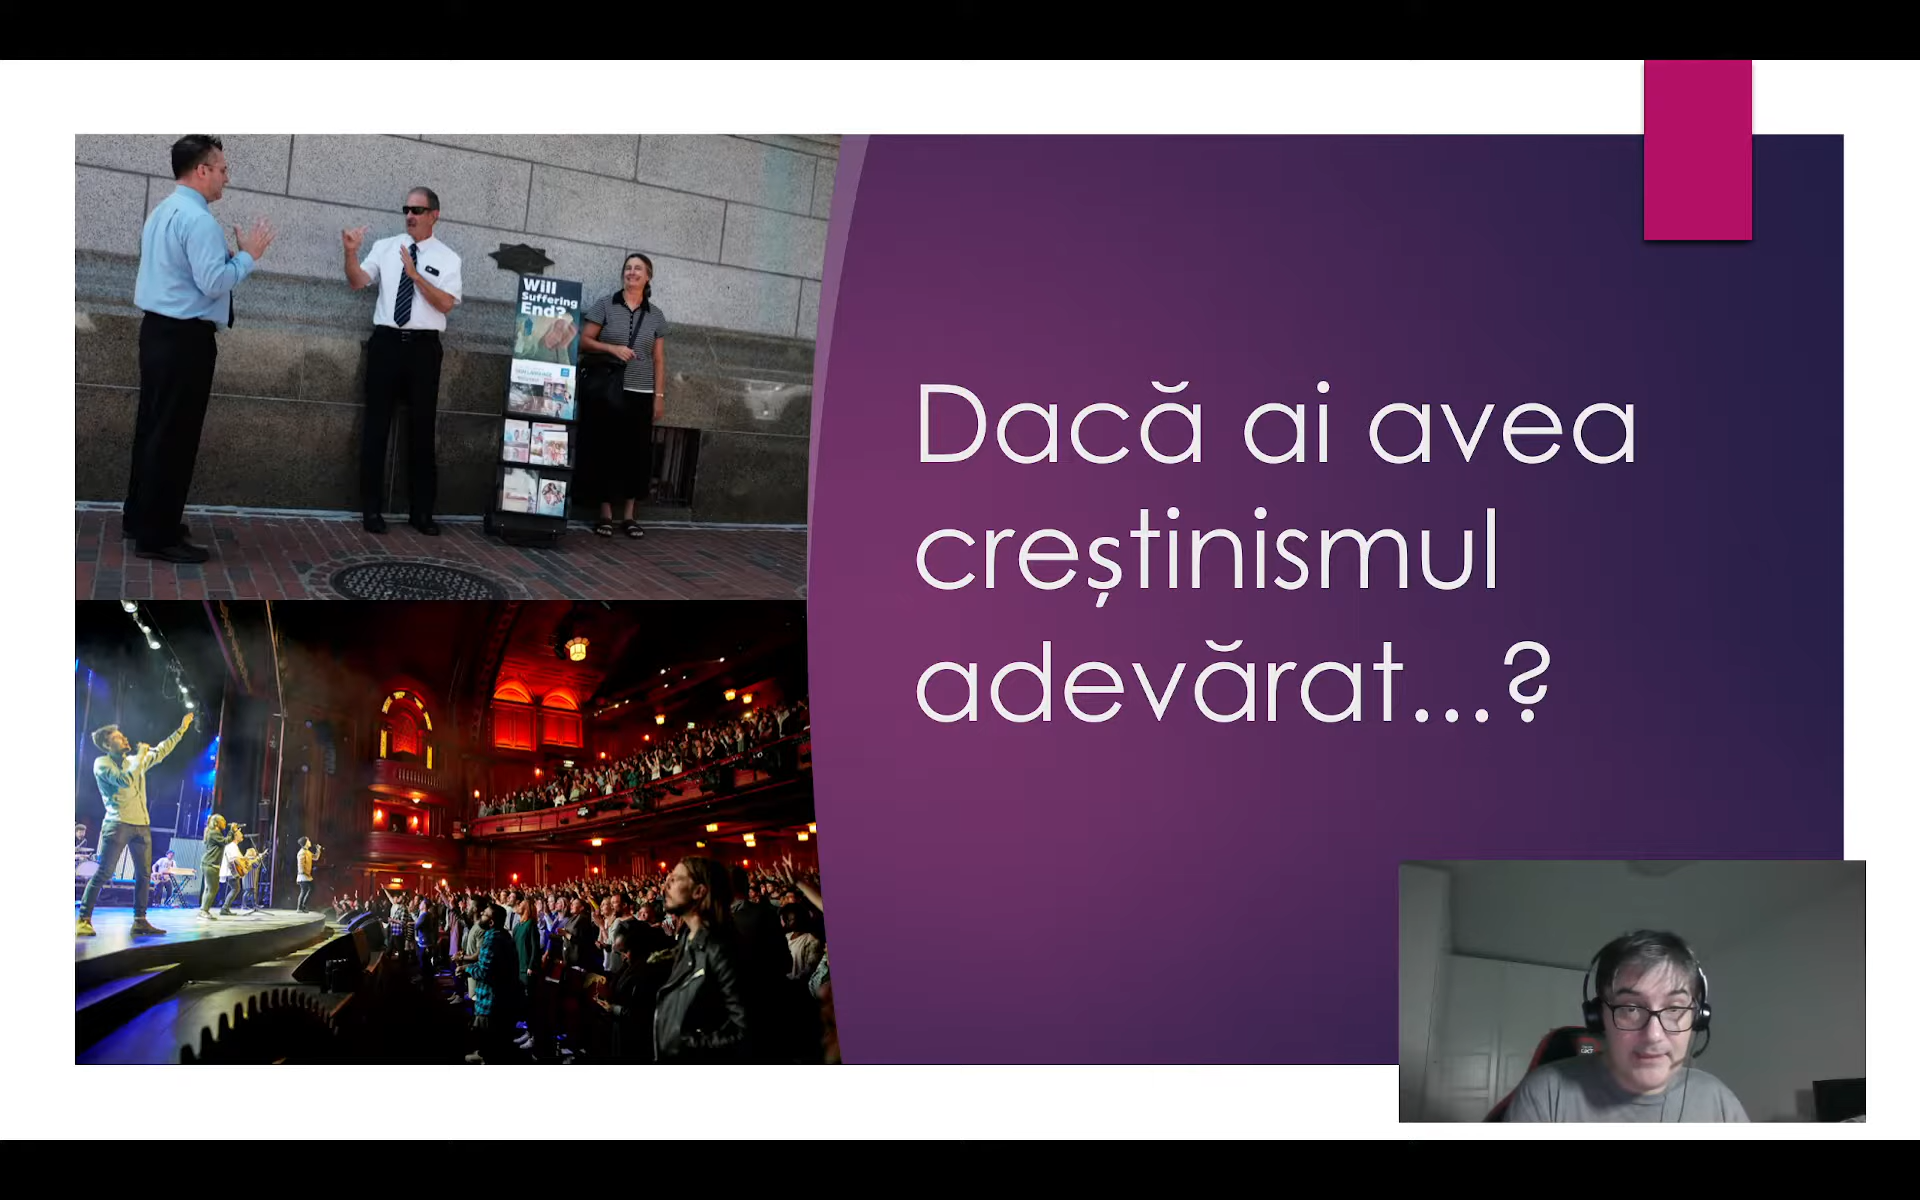 Will
Suffering
End?
Dacă ai avea
creștinismul
adevărat...?